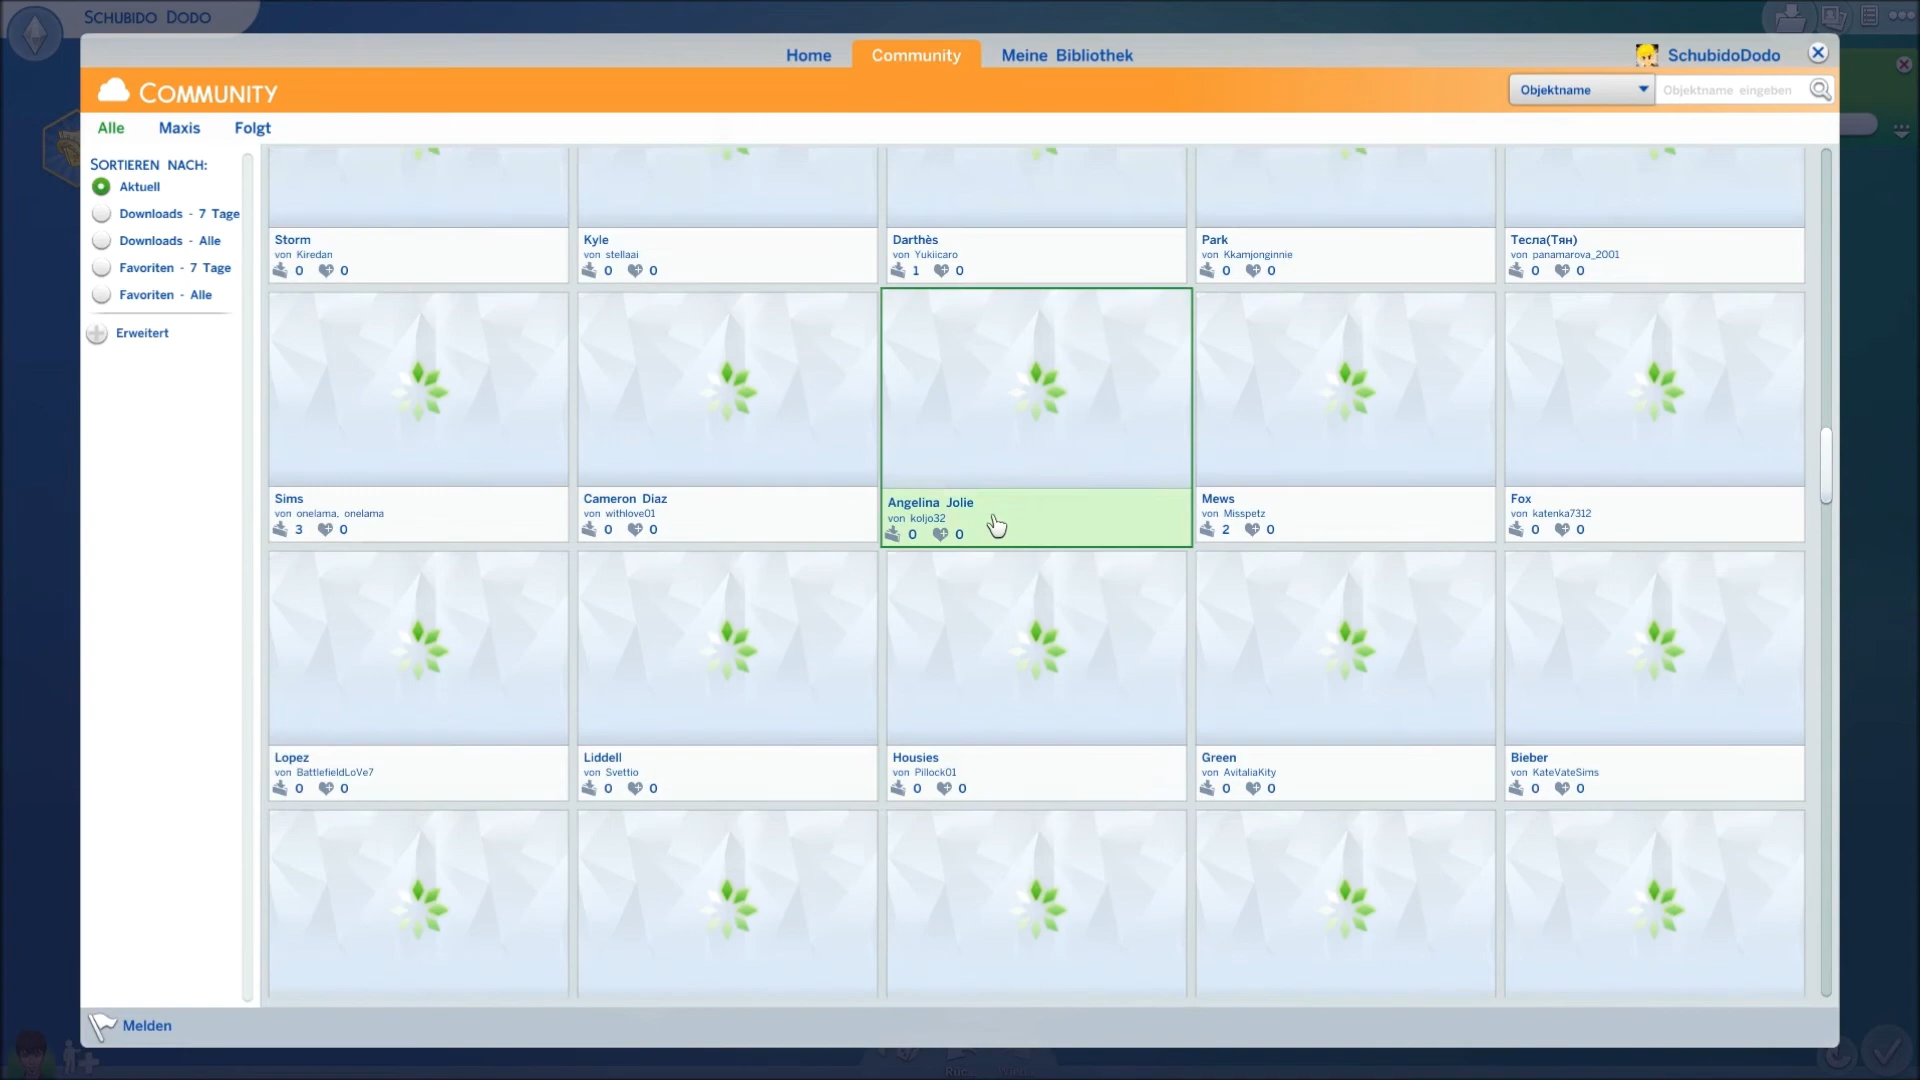 Schubido Dodo
Home
Community
Meine Bibliothek
SchubidoDodo
Community
Objektname
Objektname eingeben
Alle
Maxis
Folgt
Sortieren nach:
Aktuell
Downloads - 7 Tage
Downloads - Alle
Favoriten - 7 Tage
Favoriten - Alle
Erweitert
Storm
von Kiredan
0 0
Kyle
von stellaai
0 0
Darthès
von Yukiicaro
1 0
Park
von Kkamjonginnie
0 0
Тесла(Тян)
von panamarova_2001
0 0
Sims
von onelama, onelama
3 0
Cameron Diaz
von withlove01
0 0
Angelina Jolie
von koljo32
0 0
Mews
von Misspetz
2 0
Fox
von katenka7312
0 0
Lopez
von BattlefieldLoVe7
0 0
Liddell
von Svettio
0 0
Housies
von Pillock01
0 0
Green
von AvitaliaKity
0 0
Bieber
von KateVateSims
0 0
Melden